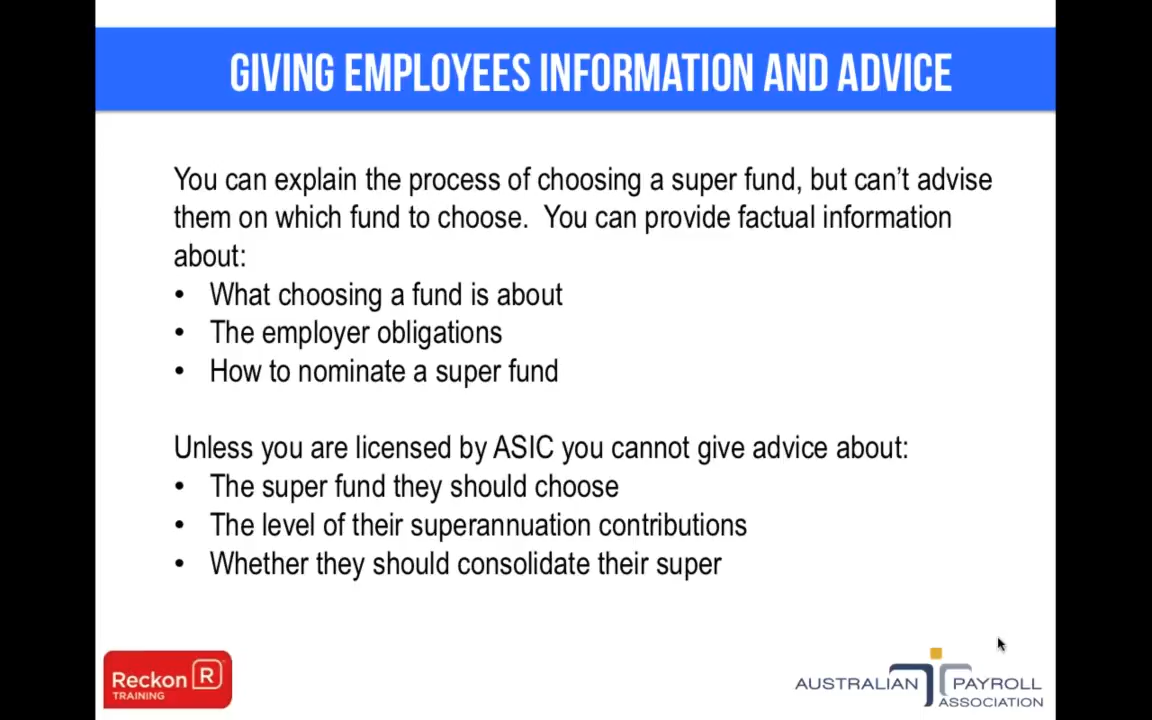 GIVING EMPLOYEES INFORMATION AND ADVICE
You can explain the process of choosing a super fund, but can’t advise
them on which fund to choose.  You can provide factual information
about:
• What choosing a fund is about
• The employer obligations
• How to nominate a super fund
Unless you are licensed by ASIC you cannot give advice about:
• The super fund they should choose
• The level of their superannuation contributions
• Whether they should consolidate their super
Reckon R
TRAINING
AUSTRALIAN PAYROLL
ASSOCIATION